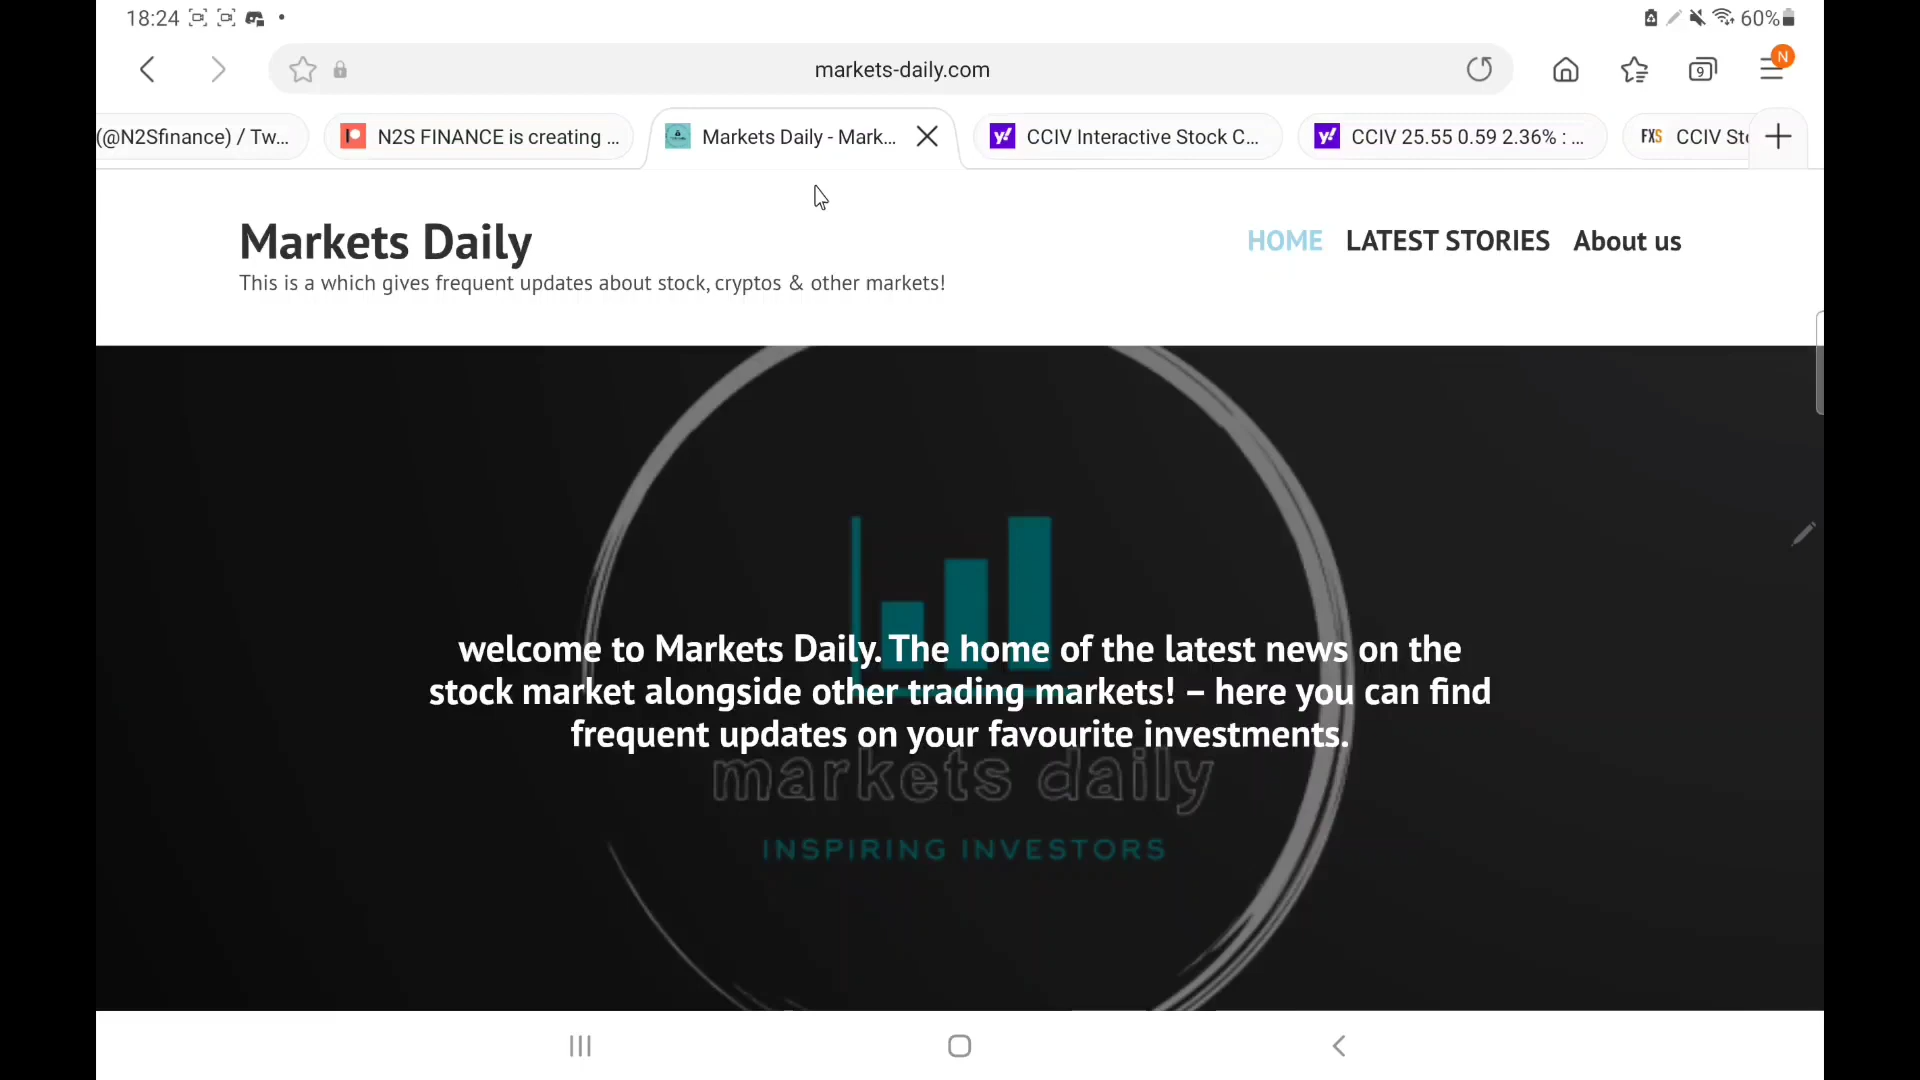 18:24
60%
markets-daily.com
9
N
(@N2Sfinance) / Tw...
N2S FINANCE is creating ...
Markets Daily - Mark...
CCIV Interactive Stock C...
CCIV 25.55 0.59 2.36% : ...
FXS
CCIV Sto
Markets Daily
This is a which gives frequent updates about stock, cryptos & other markets!
HOME
LATEST STORIES
About us
welcome to Markets Daily. The home of the latest news on the
stock market alongside other trading markets! – here you can find
frequent updates on your favourite investments.
markets daily
INSPIRING INVESTORS